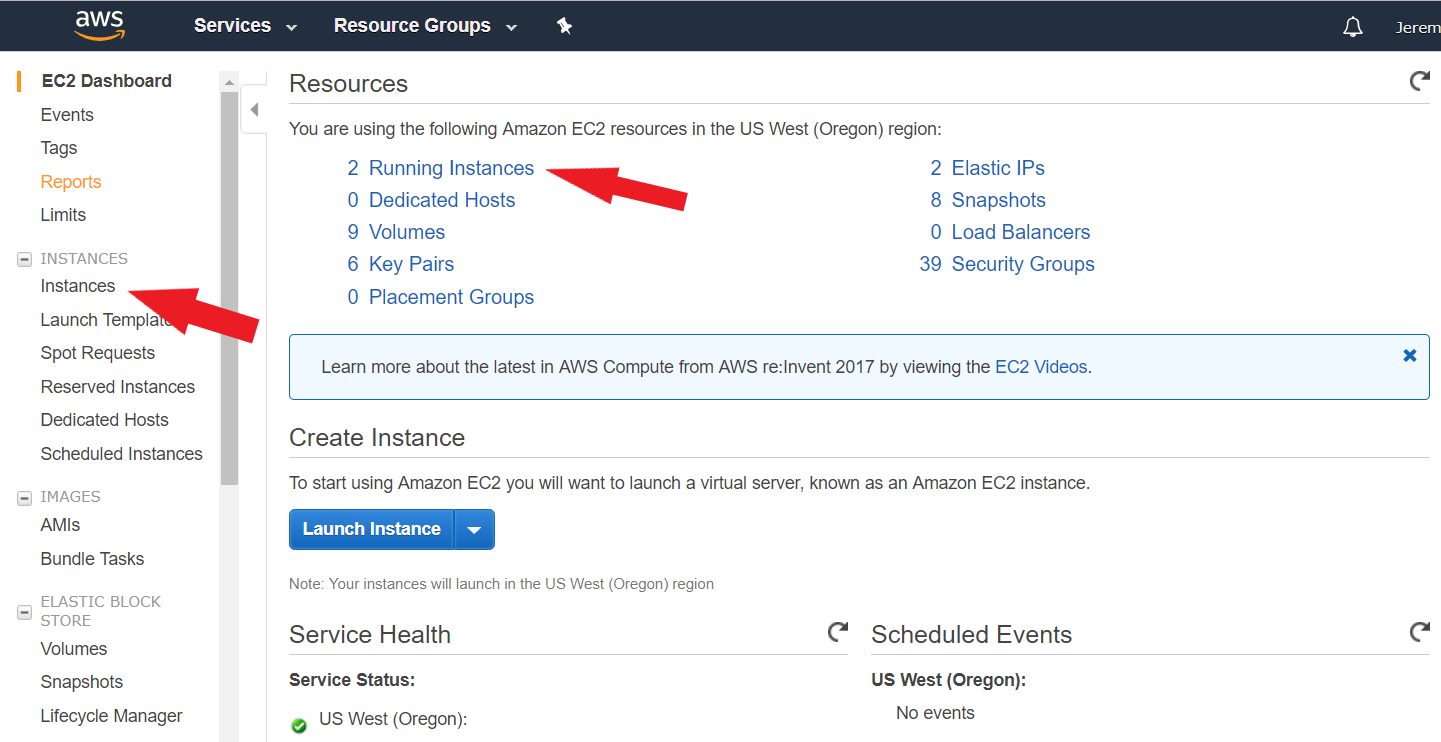 aws Services Resource Groups Jerem
EC2 Dashboard
Events
Tags
Reports
Limits
INSTANCES
Instances
Launch Template
Spot Requests
Reserved Instances
Dedicated Hosts
Scheduled Instances
IMAGES
AMIs
Bundle Tasks
ELASTIC BLOCK
STORE
Volumes
Snapshots
Lifecycle Manager
Resources
You are using the following Amazon EC2 resources in the US West (Oregon) region:
2 Running Instances
0 Dedicated Hosts
9 Volumes
6 Key Pairs
0 Placement Groups
2 Elastic IPs
8 Snapshots
0 Load Balancers
39 Security Groups
Learn more about the latest in AWS Compute from AWS re:Invent 2017 by viewing the EC2 Videos.
Create Instance
To start using Amazon EC2 you will want to launch a virtual server, known as an Amazon EC2 instance.
Launch Instance
Note: Your instances will launch in the US West (Oregon) region
Service Health
Service Status:
US West (Oregon):
Scheduled Events
US West (Oregon):
No events